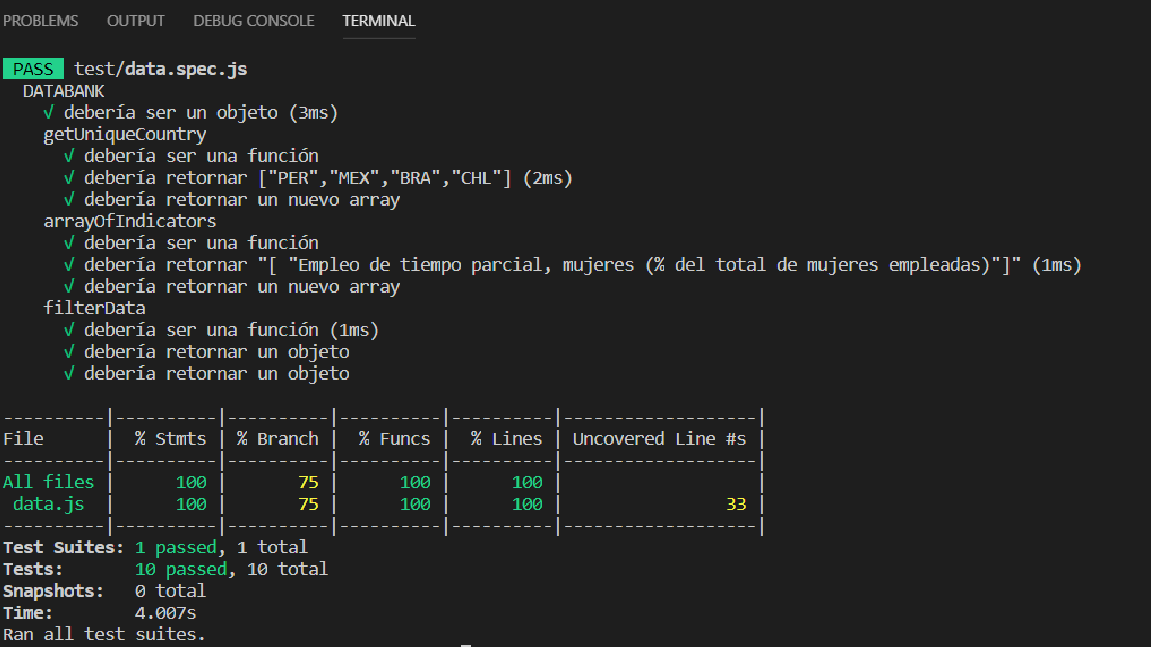 PROBLEMS OUTPUT DEBUG CONSOLE TERMINAL
PASS test/data.spec.js
DATABANK
√ debería ser un objeto (3ms)
getUniqueCountry
√ debería ser una función
√ debería retornar ["PER","MEX","BRA","CHL"] (2ms)
√ debería retornar un nuevo array
arrayOfIndicators
√ debería ser una función
√ debería retornar "[ "Empleo de tiempo parcial, mujeres (% del total de mujeres empleadas)"]" (1ms)
√ debería retornar un nuevo array
filterData
√ debería ser una función (1ms)
√ debería retornar un objeto
√ debería retornar un objeto
----------|----------|----------|----------|----------|-------------------|
File | % Stmts | % Branch | % Funcs | % Lines | Uncovered Line #s |
----------|----------|----------|----------|----------|-------------------|
All files | 100 | 75 | 100 | 100 | |
data.js | 100 | 75 | 100 | 100 | 33 |
----------|----------|----------|----------|----------|-------------------|
Test Suites: 1 passed, 1 total
Tests: 10 passed, 10 total
Snapshots: 0 total
Time: 4.007s
Ran all test suites.